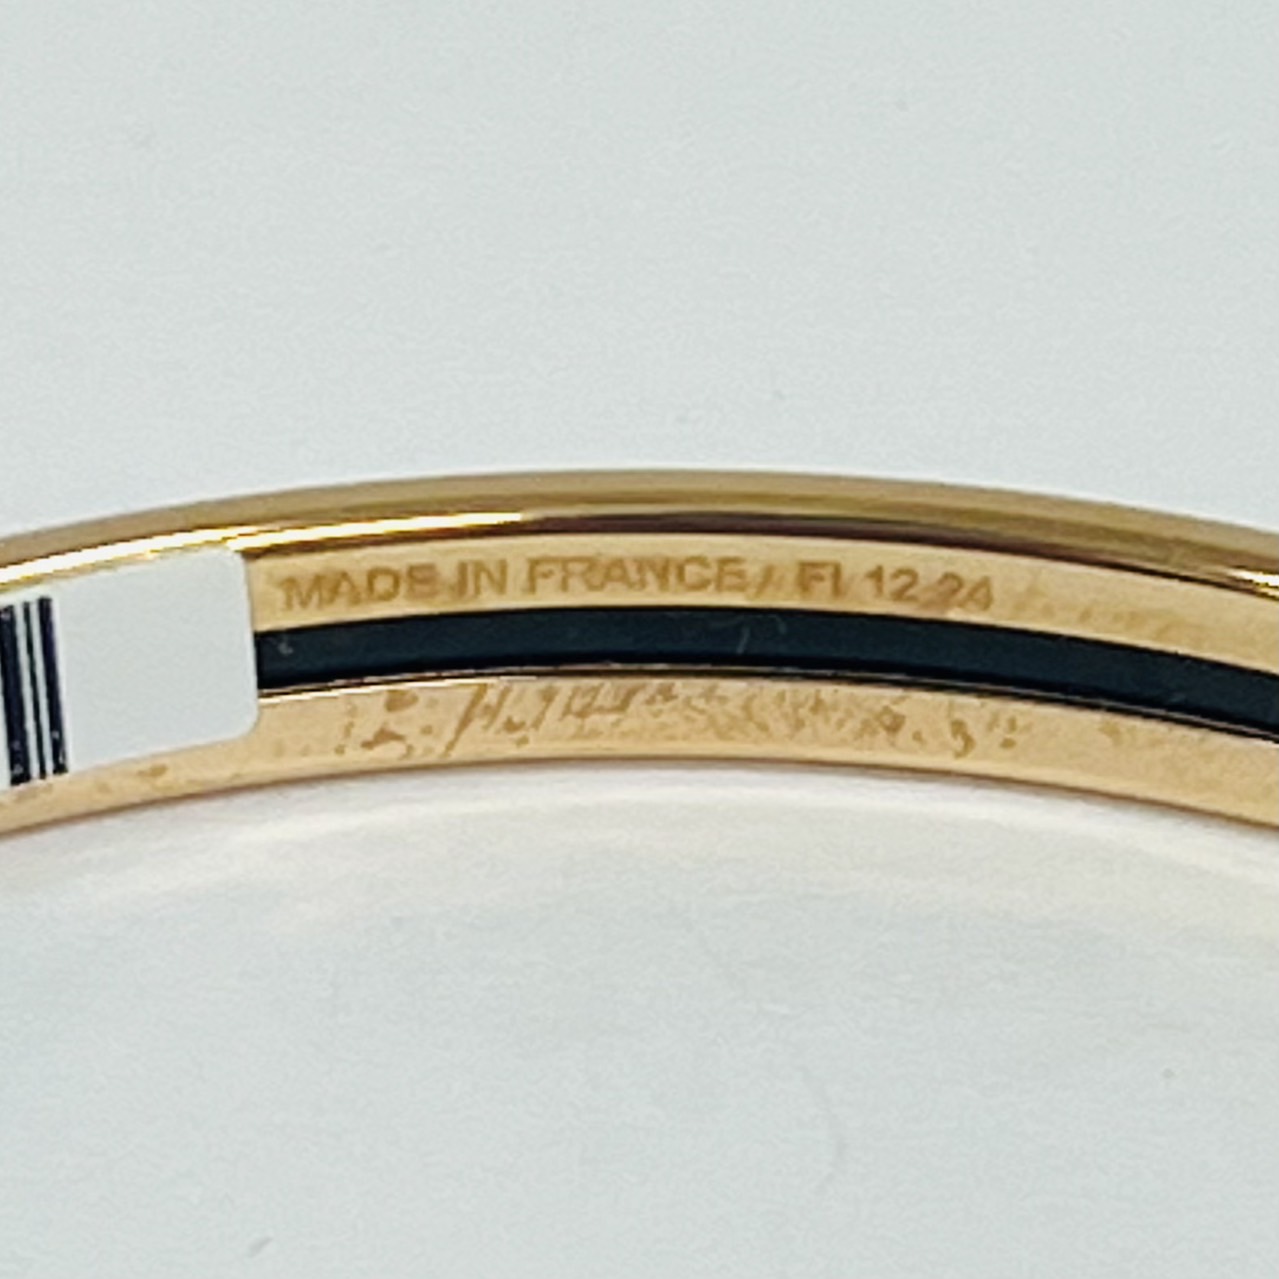 MADE IN FRANCE / FI 12 24